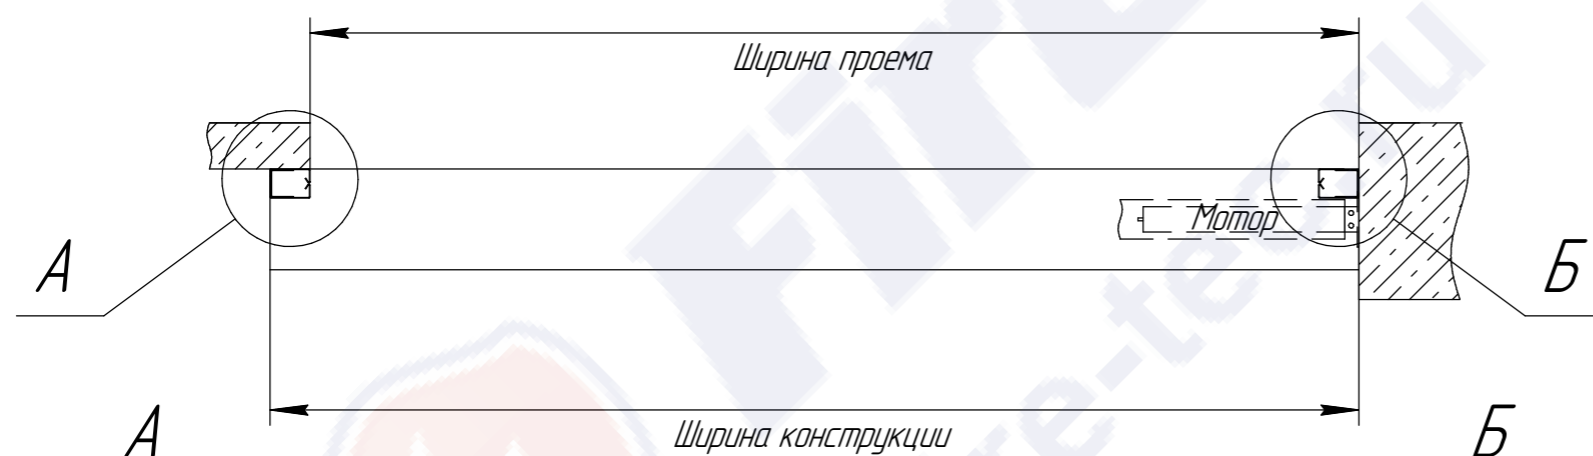 Ширина проема
Мотор
А
Б
Ширина конструкции
А
Б